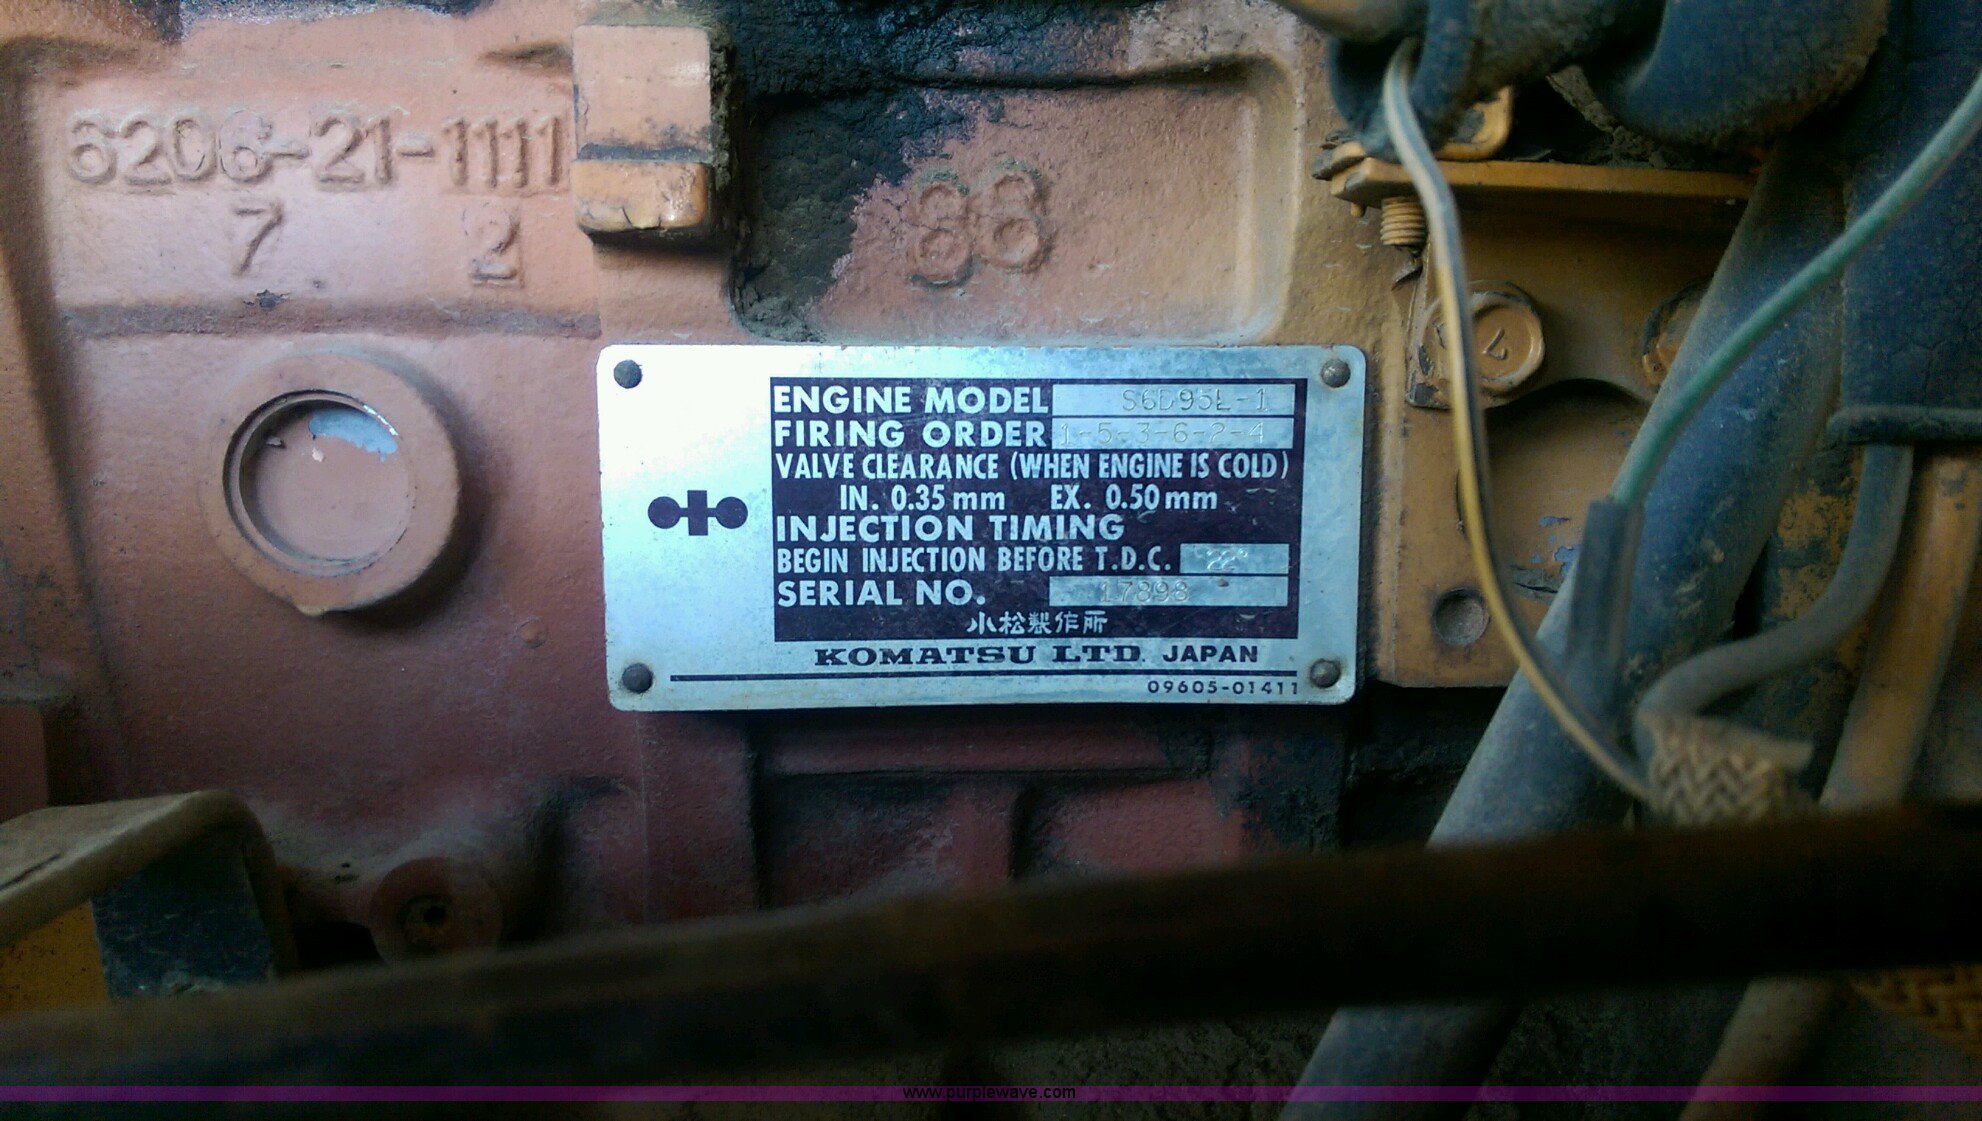 6206-21-1111
7 2
88
ENGINE MODEL S6D95L-1
FIRING ORDER 1-5-3-6-2-4
VALVE CLEARANCE (WHEN ENGINE IS COLD)
IN. 0.35 mm EX. 0.50 mm
INJECTION TIMING
BEGIN INJECTION BEFORE T.D.C. 22°
SERIAL NO. 17898
小松製作所
KOMATSU LTD. JAPAN
09605-01411
www.purplewave.com